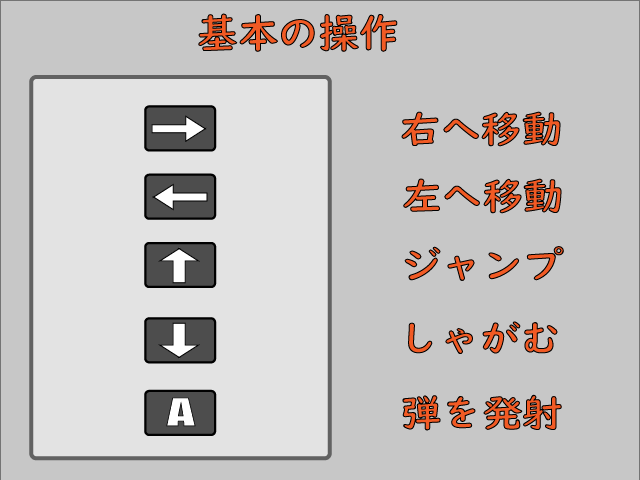 基本の操作
→ 右へ移動
← 左へ移動
↑ ジャンプ
↓ しゃがむ
A 弾を発射